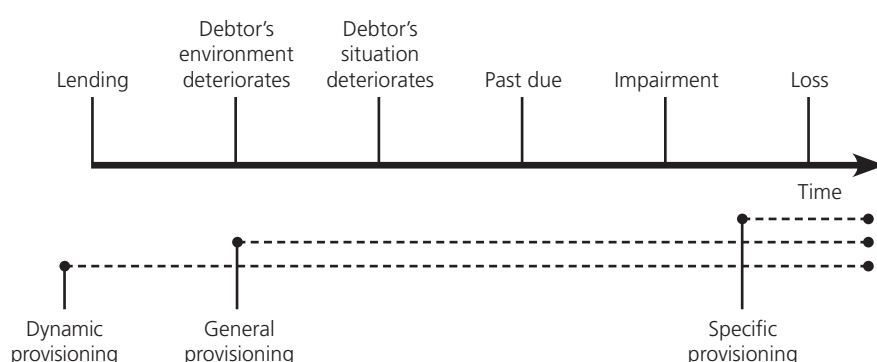 Lending
Debtor's
environment
deteriorates
Debtor's
situation
deteriorates
Past due
Impairment
Loss
Time
Dynamic
provisioning
General
provisioning
Specific
provisioning